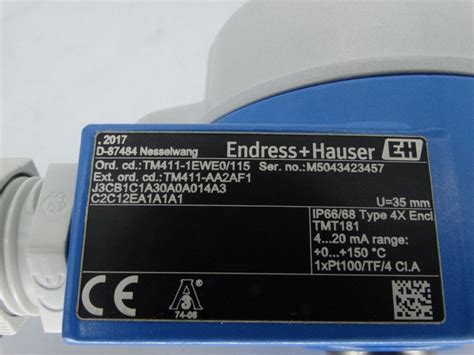 , 2017
D-87484 Nesselwang
Endress+Hauser EH
Ord. cd.: TM411-1EWE0/115 Ser. no.: M5043423457
Ext. ord. cd.: TM411-AA2AF1
J3CB1C1A30A0A014A3
C2C12EA1A1A1
U=35 mm
IP66/68 Type 4X Encl
TMT181
4...20 mA range:
+0...+150 °C
1xPt100/TF/4 Cl.A
CE
A
3
74-06